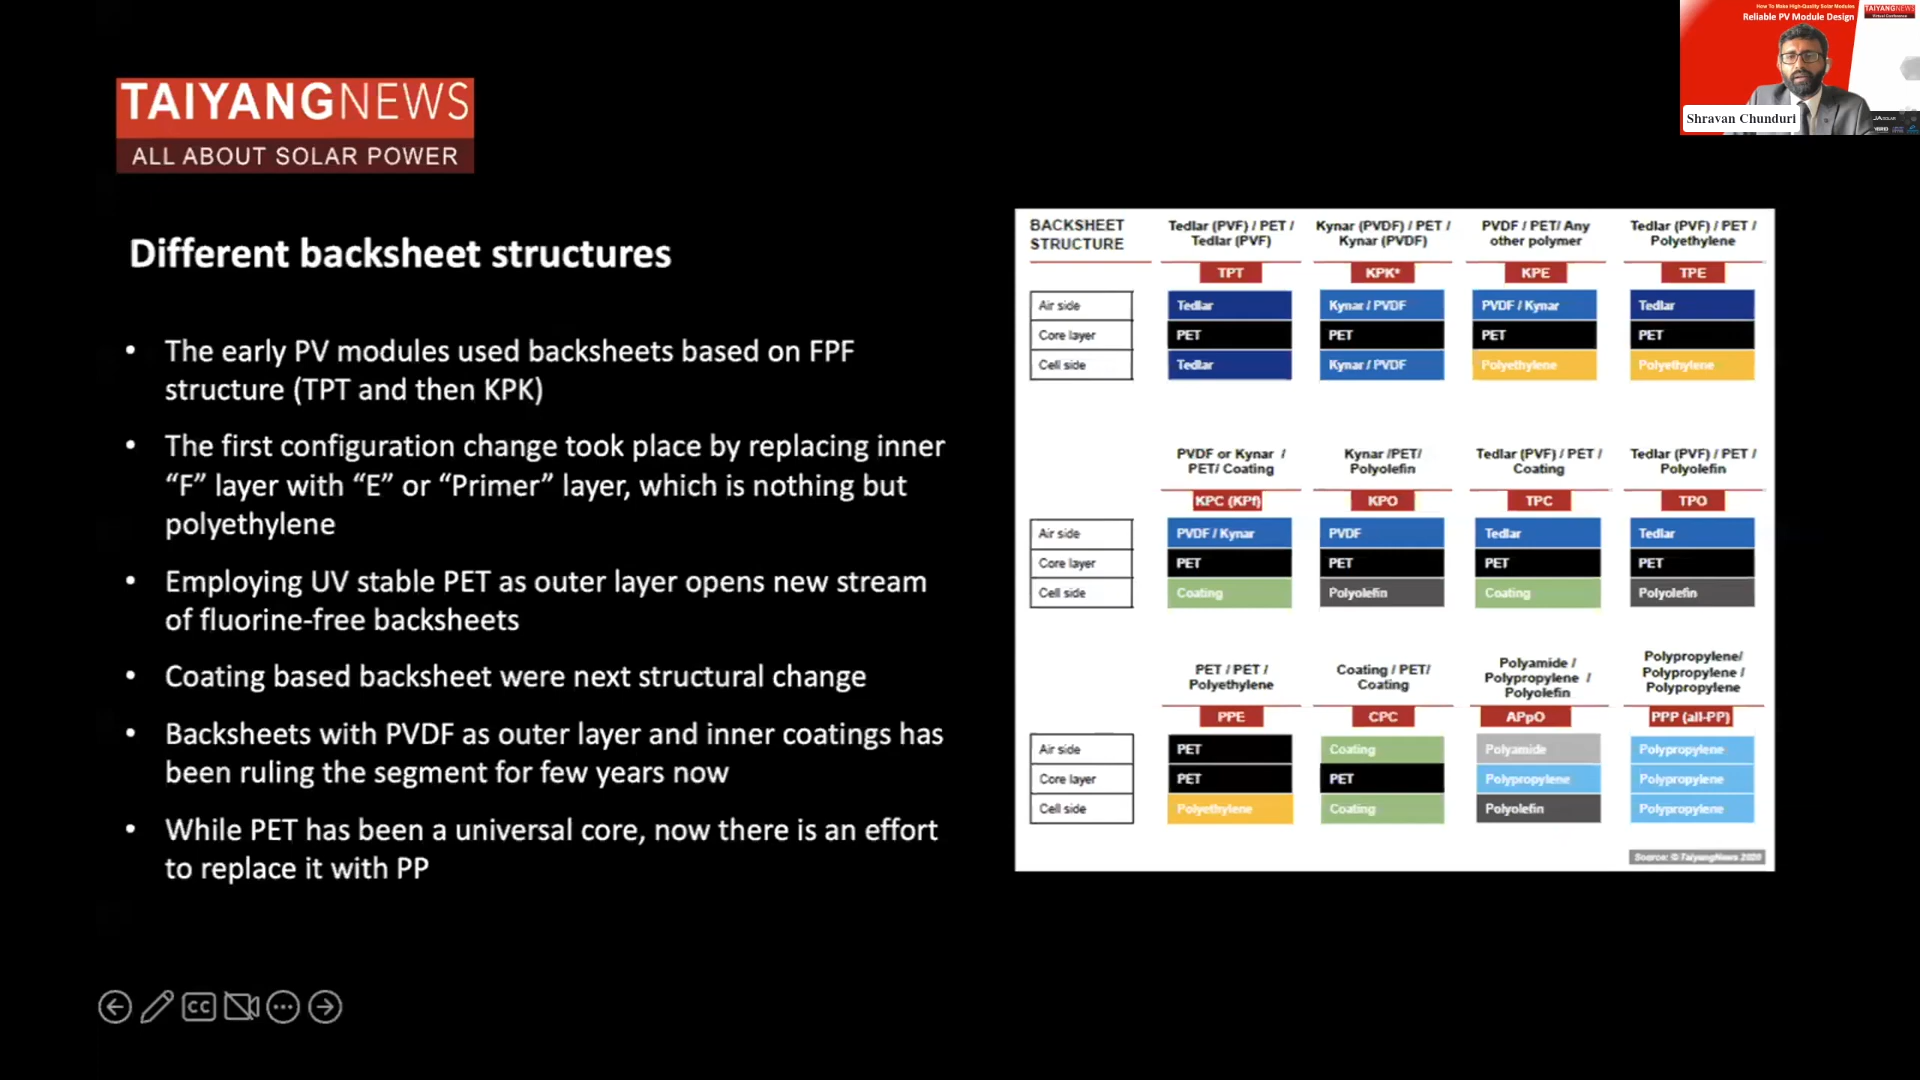 How To Make High-Quality Solar Modules
Reliable PV Module Design
TAIYANGNEWS
Virtual Conference
Shravan Chunduri
JASOLAR
TAIYANGNEWS
ALL ABOUT SOLAR POWER
Different backsheet structures
• The early PV modules used backsheets based on FPF
structure (TPT and then KPK)
• The first configuration change took place by replacing inner
“F” layer with “E” or “Primer” layer, which is nothing but
polyethylene
• Employing UV stable PET as outer layer opens new stream
of fluorine-free backsheets
• Coating based backsheet were next structural change
• Backsheets with PVDF as outer layer and inner coatings has
been ruling the segment for few years now
• While PET has been a universal core, now there is an effort
to replace it with PP
BACKSHEET
STRUCTURE
Tedlar (PVF) / PET /
Tedlar (PVF)
Kynar (PVDF) / PET /
Kynar (PVDF)
PVDF / PET/ Any
other polymer
Tedlar (PVF) / PET /
Polyethylene
TPT KPK* KPE TPE
Air side Tedlar Kynar / PVDF PVDF / Kynar Tedlar
Core layer PET PET PET PET
Cell side Tedlar Kynar / PVDF Polyethylene Polyethylene
PVDF or Kynar /
PET/ Coating
Kynar /PET/
Polyolefin
Tedlar (PVF) / PET /
Coating
Tedlar (PVF) / PET /
Polyolefin
KPC (KPf) KPO TPC TPO
Air side PVDF / Kynar PVDF Tedlar Tedlar
Core layer PET PET PET PET
Cell side Coating Polyolefin Coating Polyolefin
PET / PET /
Polyethylene
Coating / PET/
Coating
Polyamide /
Polypropylene /
Polyolefin
Polypropylene/
Polypropylene /
Polypropylene
PPE CPC APpO PPP (all-PP)
Air side PET Coating Polyamide Polypropylene
Core layer PET PET Polypropylene Polypropylene
Cell side Polyethylene Coating Polyolefin Polypropylene
Source: © TaiyangNews 2020
CC